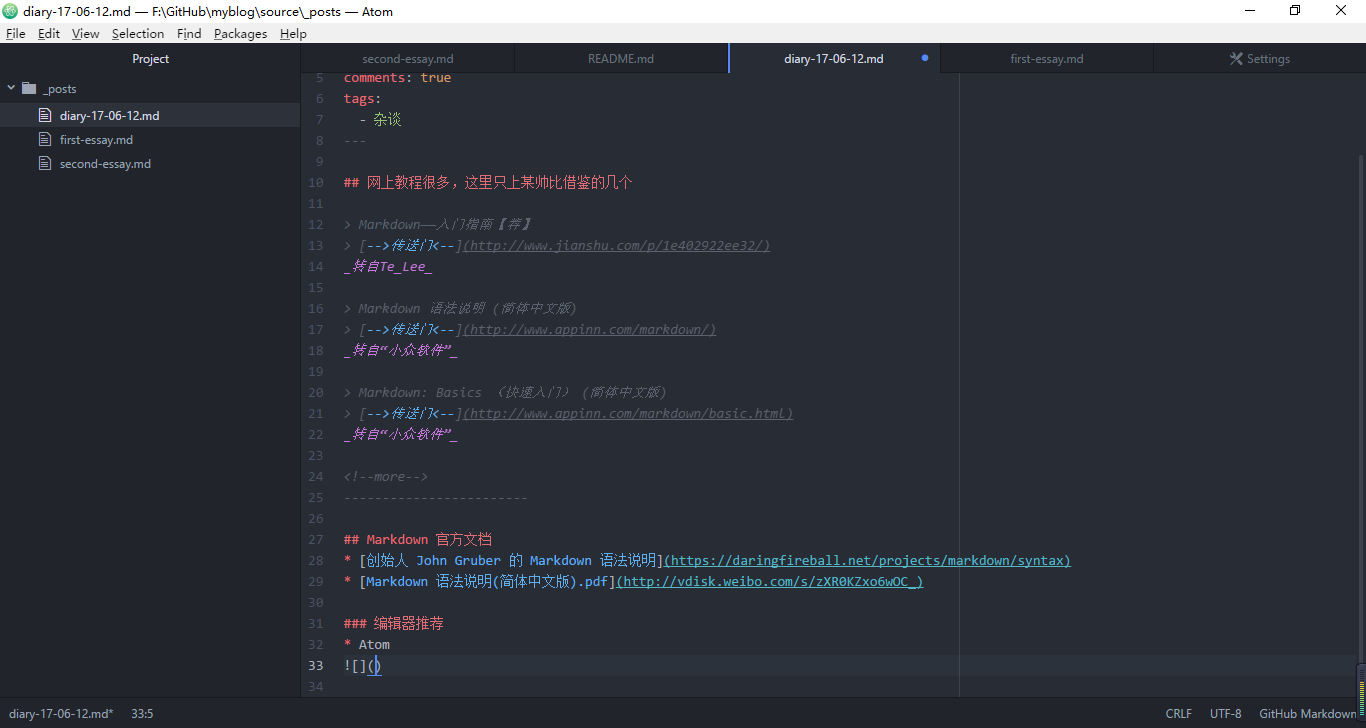 diary-17-06-12.md — F:\GitHub\myblog\source\_posts — Atom
File Edit View Selection Find Packages Help
Project
second-essay.md README.md diary-17-06-12.md first-essay.md Settings
_posts
diary-17-06-12.md
first-essay.md
second-essay.md
5 comments: true
6 tags:
7 - 杂谈
8 ---
9
10 ## 网上教程很多，这里只上某帅比借鉴的几个
11
12 > Markdown——入门指南【荐】
13 > [-->传送门<--](http://www.jianshu.com/p/1e402922ee32/)
14 _转自Te_Lee_
15
16 > Markdown 语法说明 (简体中文版)
17 > [-->传送门<--](http://www.appinn.com/markdown/)
18 _转自“小众软件”_
19
20 > Markdown: Basics （快速入门） (简体中文版)
21 > [-->传送门<--](http://www.appinn.com/markdown/basic.html)
22 _转自“小众软件”_
23
24 <!--more-->
25 ------------------------
26
27 ## Markdown 官方文档
28 * [创始人 John Gruber 的 Markdown 语法说明](https://daringfireball.net/projects/markdown/syntax)
29 * [Markdown 语法说明(简体中文版).pdf](http://vdisk.weibo.com/s/zXR0KZxo6wOC_)
30
31 ### 编辑器推荐
32 * Atom
33 ![]()
34
diary-17-06-12.md* 33:5 CRLF UTF-8 GitHub Markdown